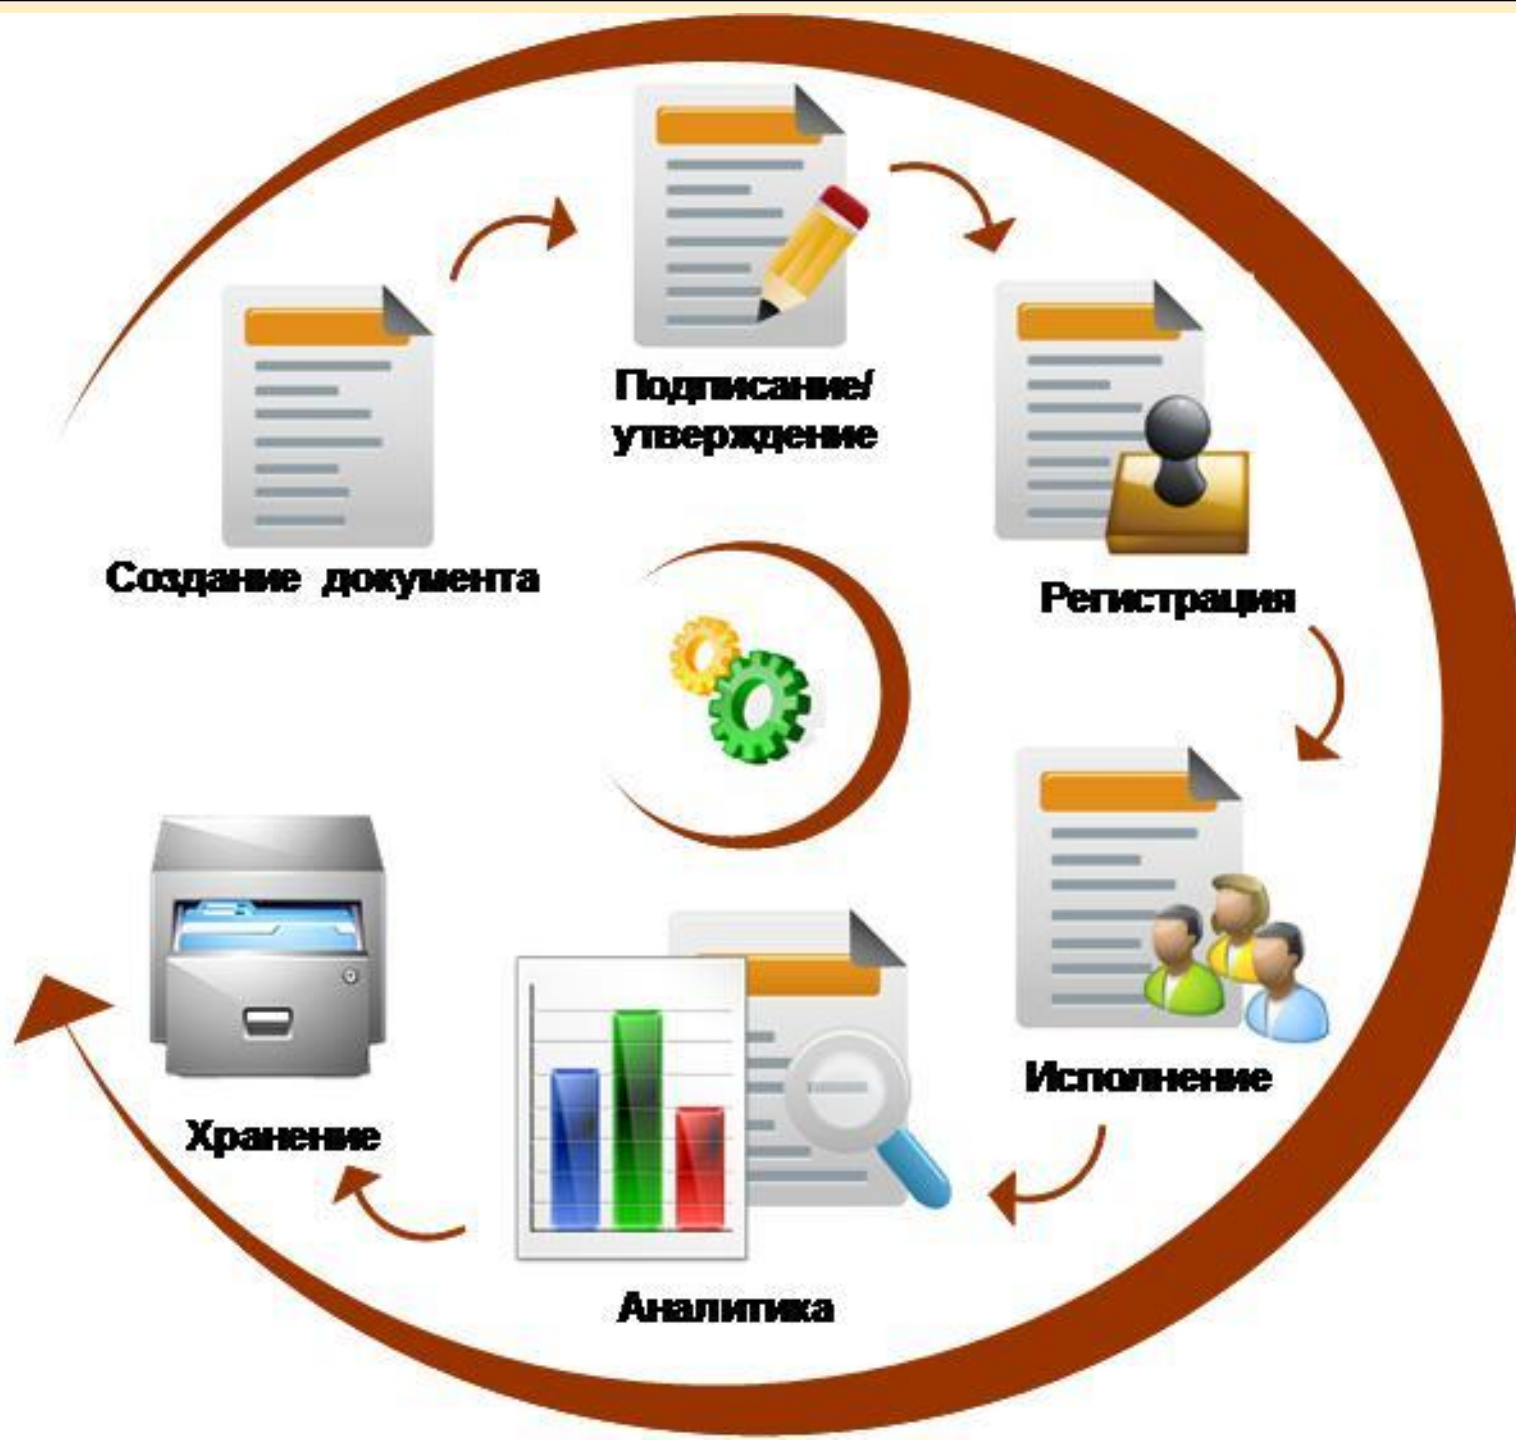 Создание документа
Подписание/
утверждение
Регистрация
Исполнение
Аналитика
Хранение